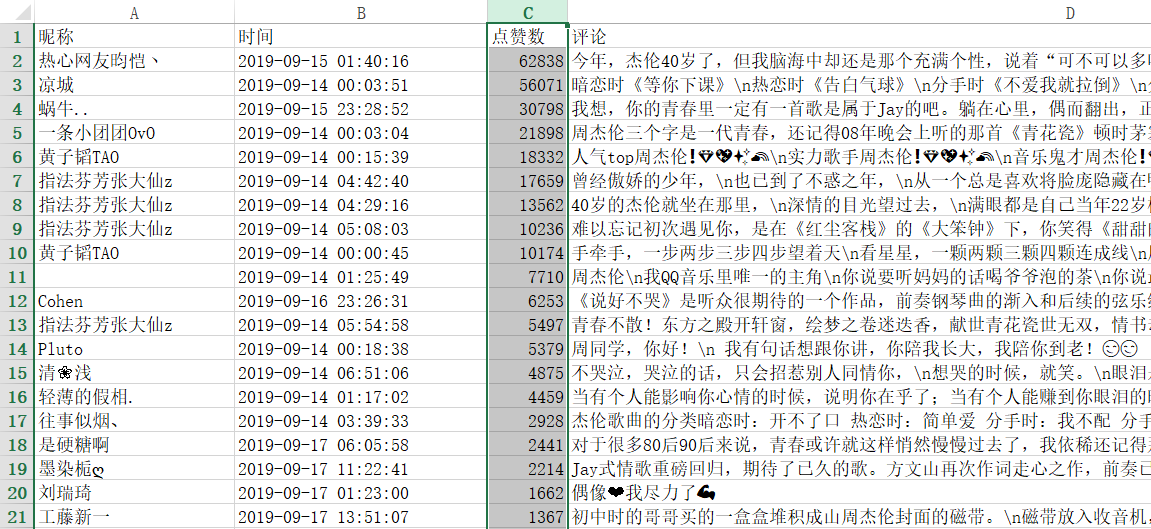 A B C D
1 昵称 时间 点赞数 评论
2 热心网友昀恺丶 2019-09-15 01:40:16 62838 今年，杰伦40岁了，但我脑海中却还是那个充满个性，说着“可不可以多
3 凉城 2019-09-14 00:03:51 56071 暗恋时《等你下课》\n热恋时《告白气球》\n分手时《不爱我就拉倒》\n
4 蜗牛.. 2019-09-15 23:28:52 30798 我想，你的青春里一定有一首歌是属于Jay的吧。躺在心里，偶而翻出，正
5 一条小团团OvO 2019-09-14 00:03:04 21898 周杰伦三个字是一代青春，还记得08年晚会上听的那首《青花瓷》顿时茅
6 黄子韬TAO 2019-09-14 00:15:39 18332 人气top周杰伦❗💎💖✨🌈\n实力歌手周杰伦❗💎💖✨🌈\n音乐鬼才周杰伦❗
7 指法芬芳张大仙z 2019-09-14 04:42:40 17659 曾经傲娇的少年，\n也已到了不惑之年，\n从一个总是喜欢将脸庞隐藏在
8 指法芬芳张大仙z 2019-09-14 04:29:16 13562 40岁的杰伦就坐在那里，\n深情的目光望过去，\n满眼都是自己当年22岁
9 指法芬芳张大仙z 2019-09-14 05:08:03 10236 难以忘记初次遇见你，是在《红尘客栈》的《大笨钟》下，你笑得《甜甜
10 黄子韬TAO 2019-09-14 00:00:45 10174 手牵手，一步两步三步四步望着天\n看星星，一颗两颗三颗四颗连成线\n
11 2019-09-14 01:25:49 7710 周杰伦\n我QQ音乐里唯一的主角\n你说要听妈妈的话喝爷爷泡的茶\n你说
12 Cohen 2019-09-16 23:26:31 6253 《说好不哭》是听众很期待的一个作品，前奏钢琴曲的渐入和后续的弦乐
13 指法芬芳张大仙z 2019-09-14 05:54:58 5497 青春不散！东方之殿开轩窗，绘梦之卷迷迭香，献世青花瓷世无双，情书
14 Pluto 2019-09-14 00:18:38 5379 周同学，你好！\n 我有句话想跟你讲，你陪我长大，我陪你到老！😏😏
15 清❀浅 2019-09-14 06:51:06 4875 不哭泣，哭泣的话，只会招惹别人同情你，\n想哭的时候，就笑。\n眼泪
16 轻薄的假相. 2019-09-14 01:17:02 4459 当有个人能影响你心情的时候，说明你在乎了；当有个人能赚到你眼泪的
17 往事似烟、 2019-09-14 03:39:33 2928 杰伦歌曲的分类暗恋时：开不了口 热恋时：简单爱 分手时：我不配 分手
18 是硬糖啊 2019-09-17 06:05:58 2441 对于很多80后90后来说，青春或许就这样悄然慢慢过去了，我依稀还记得
19 墨染栀ღ 2019-09-17 11:22:41 2214 Jay式情歌重磅回归，期待了已久的歌。方文山再次作词走心之作，前奏已
20 刘瑞琦 2019-09-17 01:23:00 1662 偶像❤我尽力了💪
21 工藤新一 2019-09-17 13:51:07 1367 初中时的哥哥买的一盒盒堆积成山周杰伦封面的磁带。\n磁带放入收音机，